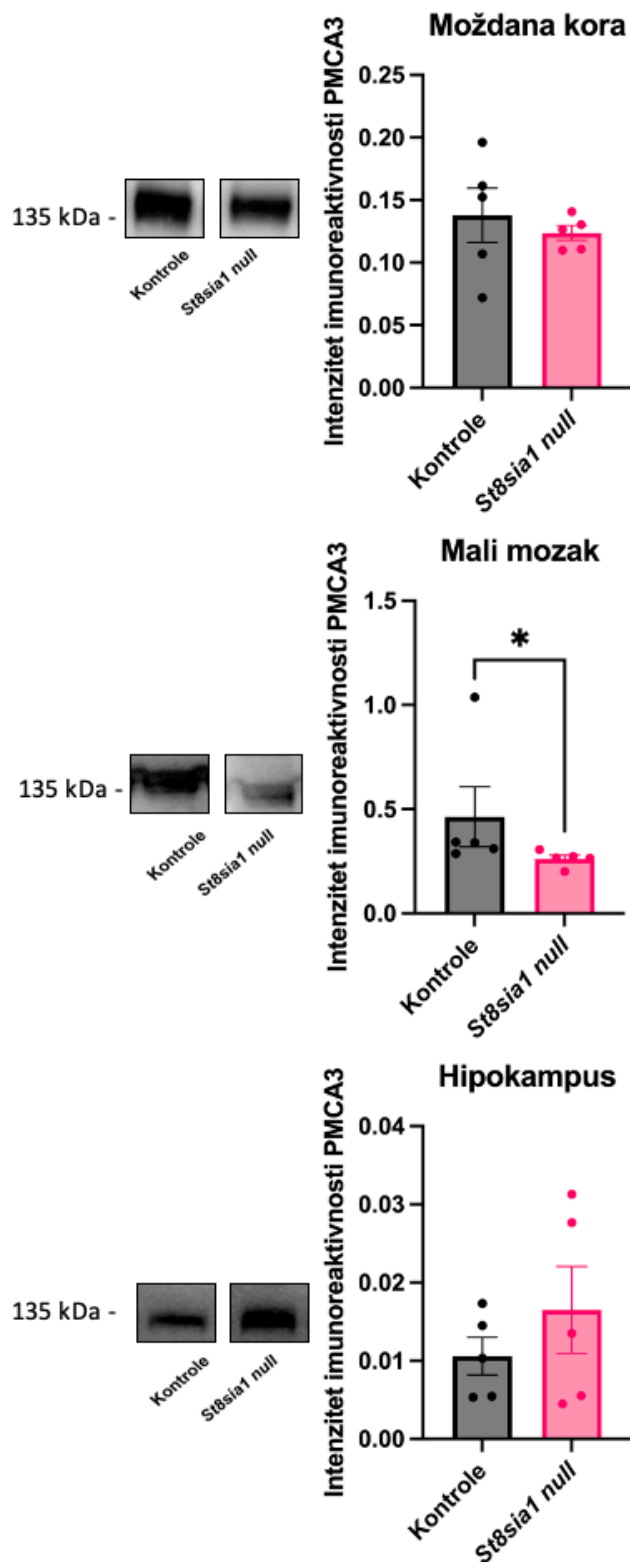 Moždana kora
Intenzitet imunoreaktivnosti PMCA3
0.25
0.20
0.15
0.10
0.05
0.00
Kontrole
St8sia1 null
135 kDa -
Kontrole
St8sia1 null
Mali mozak
Intenzitet imunoreaktivnosti PMCA3
1.5
1.0
0.5
0.0
*
Kontrole
St8sia1 null
135 kDa -
Kontrole
St8sia1 null
Hipokampus
Intenzitet imunoreaktivnosti PMCA3
0.04
0.03
0.02
0.01
0.00
Kontrole
St8sia1 null
135 kDa -
Kontrole
St8sia1 null